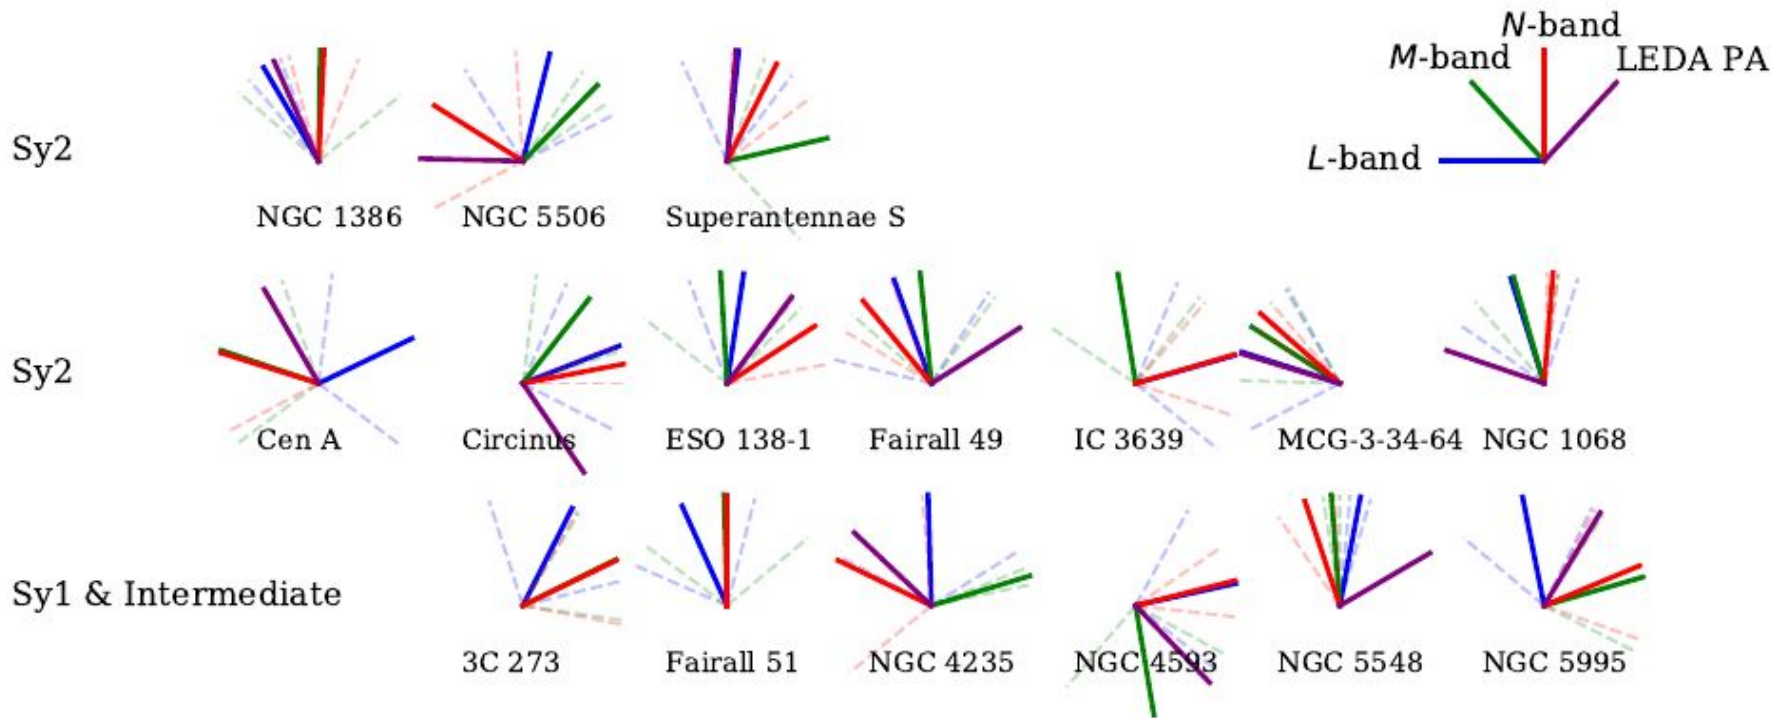 N-band
M-band
LEDA PA
L-band
Sy2
NGC 1386
NGC 5506
Superantennae S
Sy2
Cen A
Circinus
ESO 138-1
Fairall 49
IC 3639
MCG-3-34-64
NGC 1068
Sy1 & Intermediate
3C 273
Fairall 51
NGC 4235
NGC 4593
NGC 5548
NGC 5995